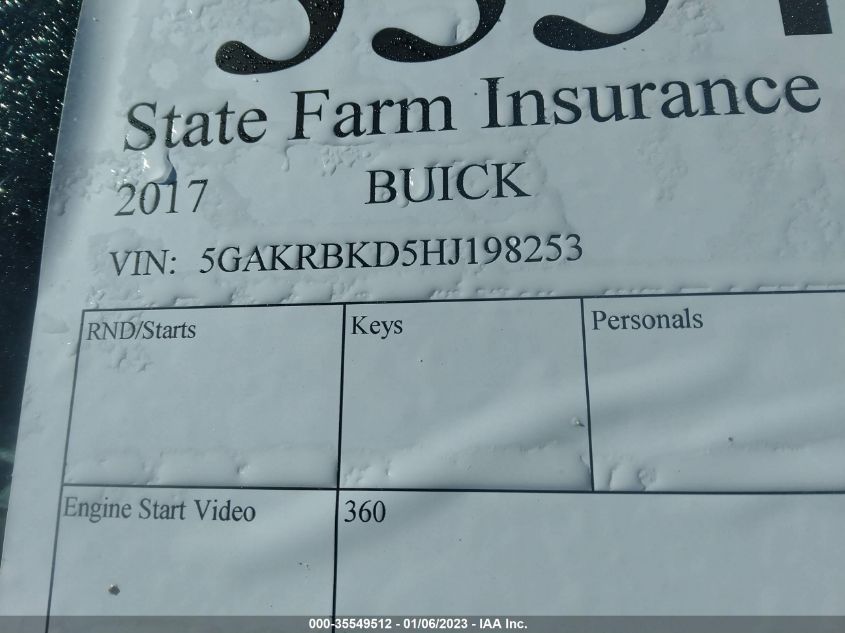 State Farm Insurance
2017 BUICK
VIN: 5GAKRBKD5HJ198253
RND/Starts Keys Personals
Engine Start Video 360
000-35549512 - 01/06/2023 - IAA Inc.